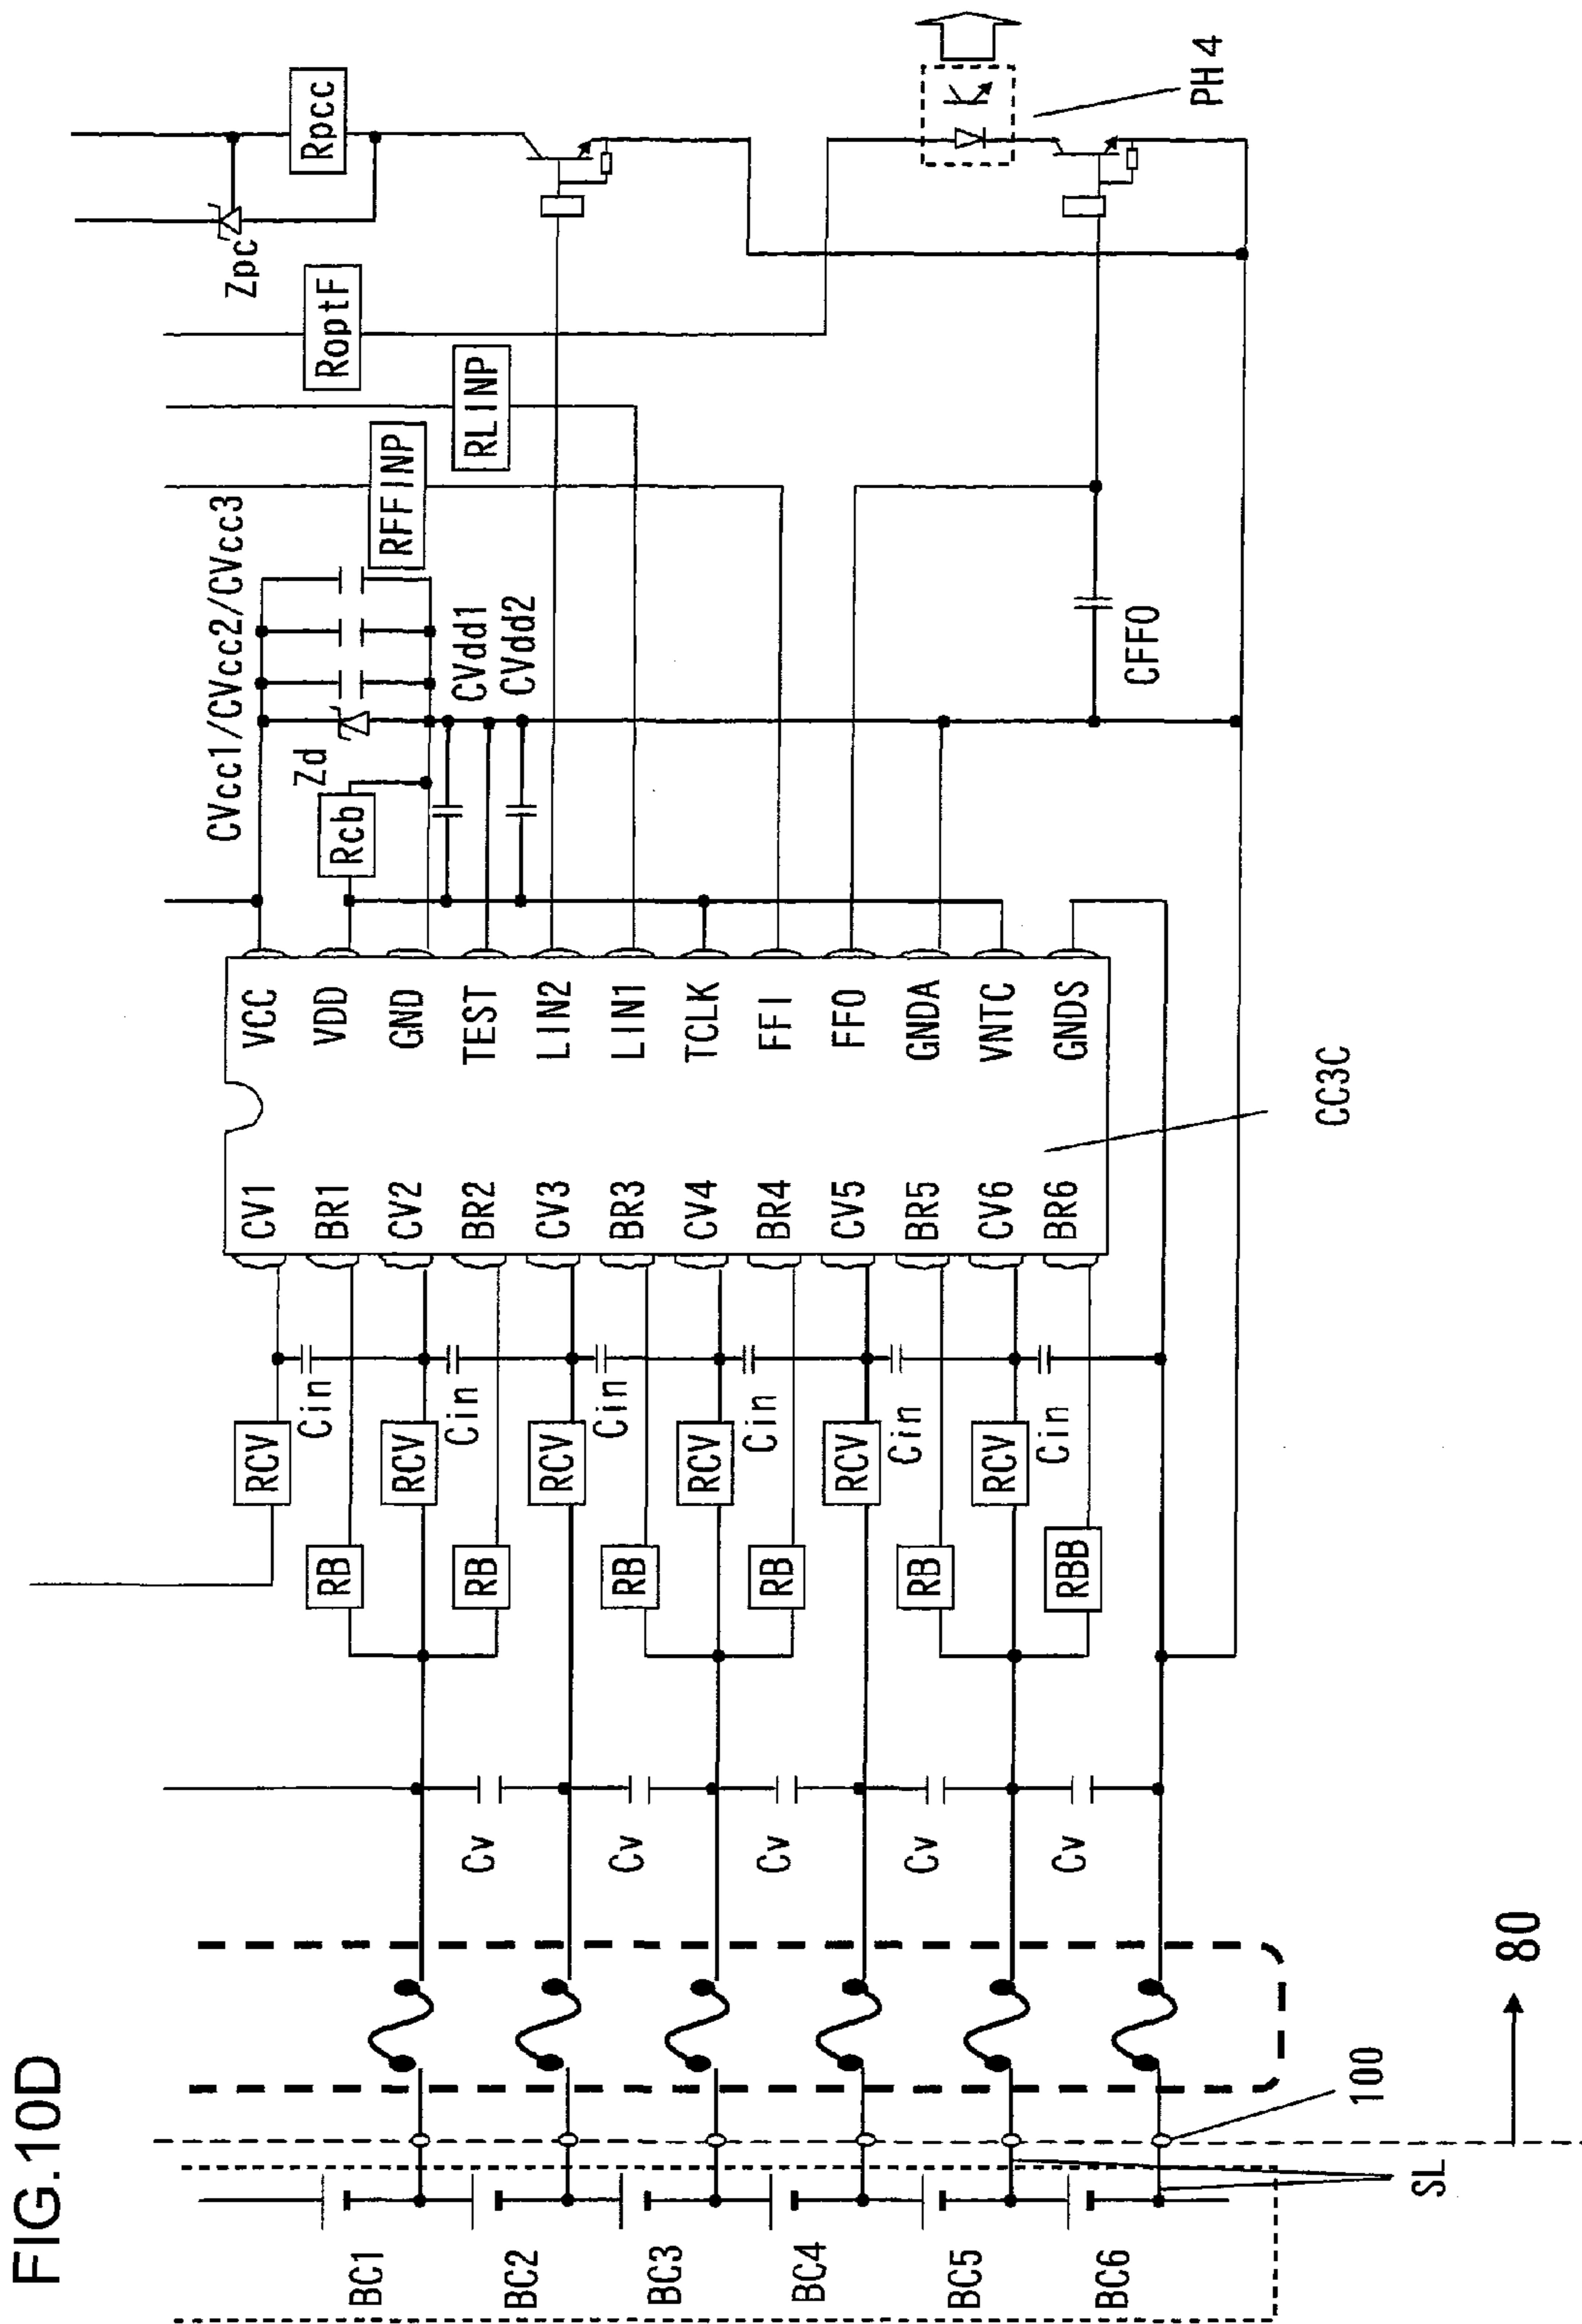 FIG.10D
BC1
BC2
BC3
BC4
BC5
BC6
SL
100
80
Cv
Cv
Cv
Cv
Cv
RB
RB
RB
RB
RB
RBB
RCV
RCV
RCV
RCV
RCV
RCV
Cin
Cin
Cin
Cin
Cin
Cin
CV1
BR1
CV2
BR2
CV3
BR3
CV4
BR4
CV5
BR5
CV6
BR6
VCC
VDD
GND
TEST
LIN2
LIN1
TCLK
FFI
FFO
GNDA
VNTC
GNDS
CC3C
Rcb
Zd
CVcc1/CVcc2/CVcc3
CVdd1
CVdd2
CFFO
RFFINP
RLINP
RoptF
Zpc
Rpcc
PH4